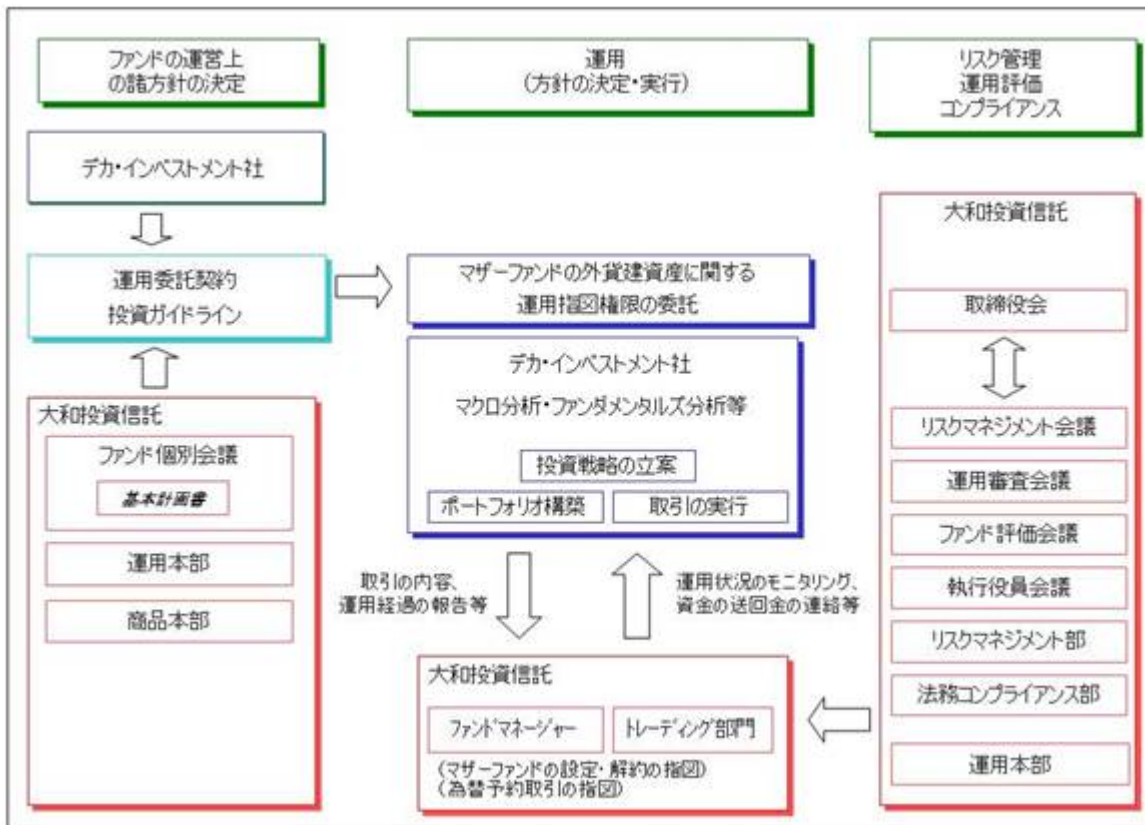 ファンドの運営上
の諸方針の決定
運用
(方針の決定・実行)
リスク管理
運用評価
コンプライアンス
デカ・インベストメント社
運用委託契約
投資ガイドライン
マザーファンドの外貨建資産に関する
運用指図権限の委託
デカ・インベストメント社
マクロ分析・ファンダメンタルズ分析等
投資戦略の立案
ポートフォリオ構築
取引の実行
大和投資信託
ファンド個別会議
基本計画書
運用本部
商品本部
取引の内容、
運用経過の報告等
運用状況のモニタリング、
資金の送回金の連絡等
大和投資信託
ファンドマネージャー
トレーディング部門
(マザーファンドの設定・解約の指図)
(為替予約取引の指図)
大和投資信託
取締役会
リスクマネジメント会議
運用審査会議
ファンド評価会議
執行役員会議
リスクマネジメント部
法務コンプライアンス部
運用本部